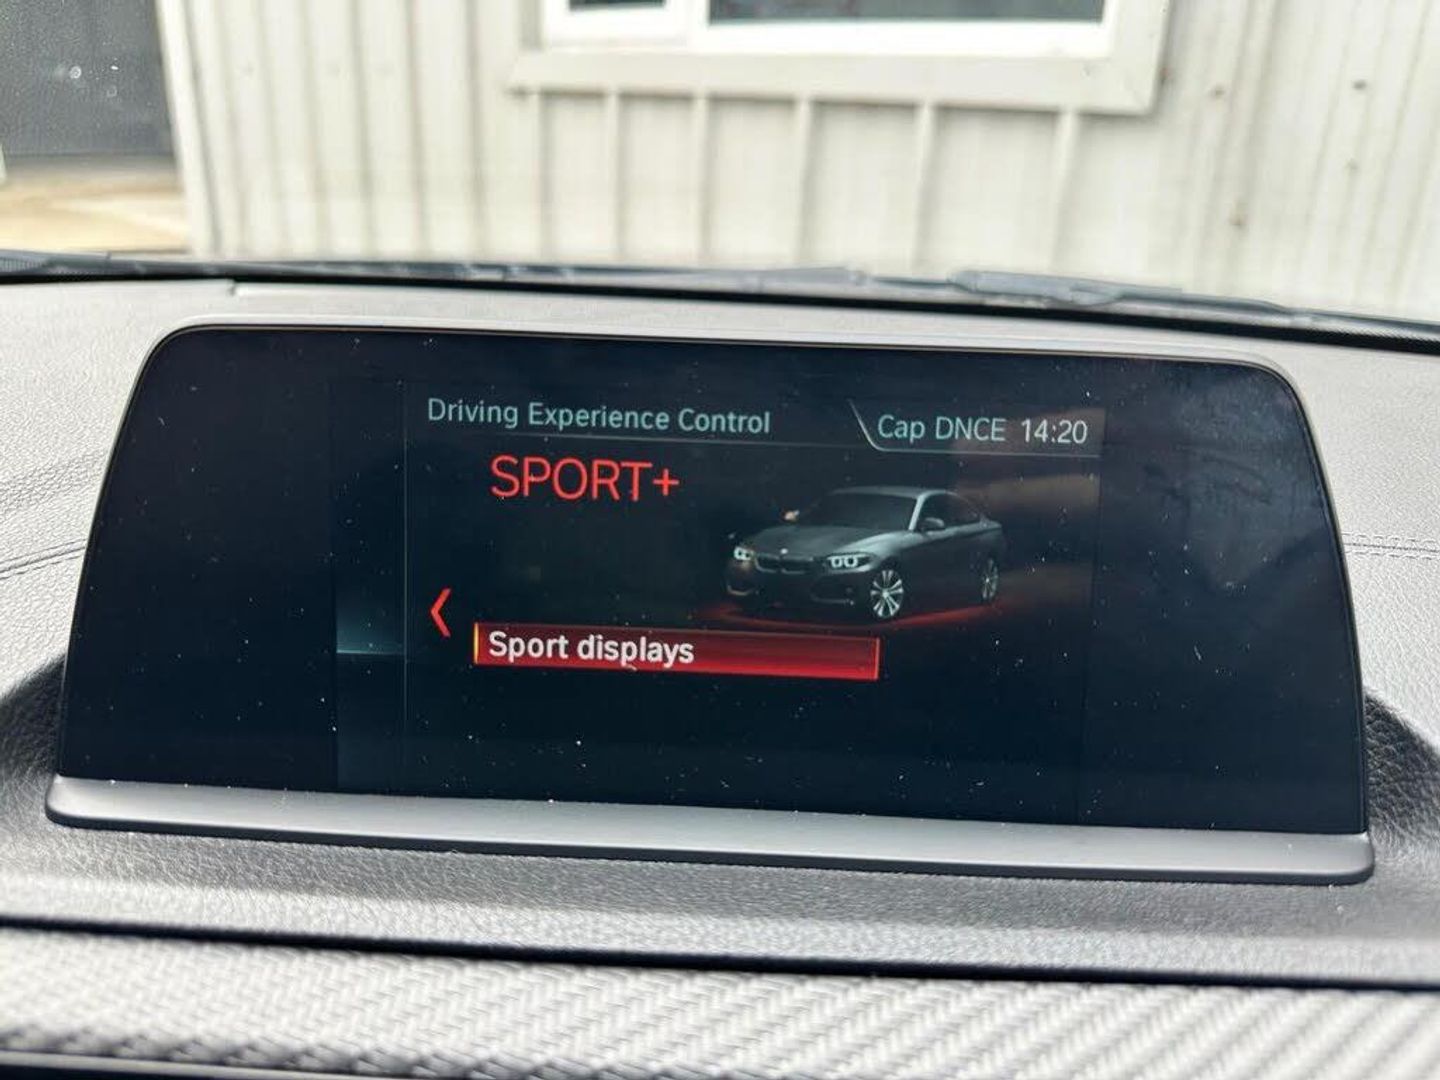 Driving Experience Control
Cap DNCE 14:20
SPORT+
Sport displays